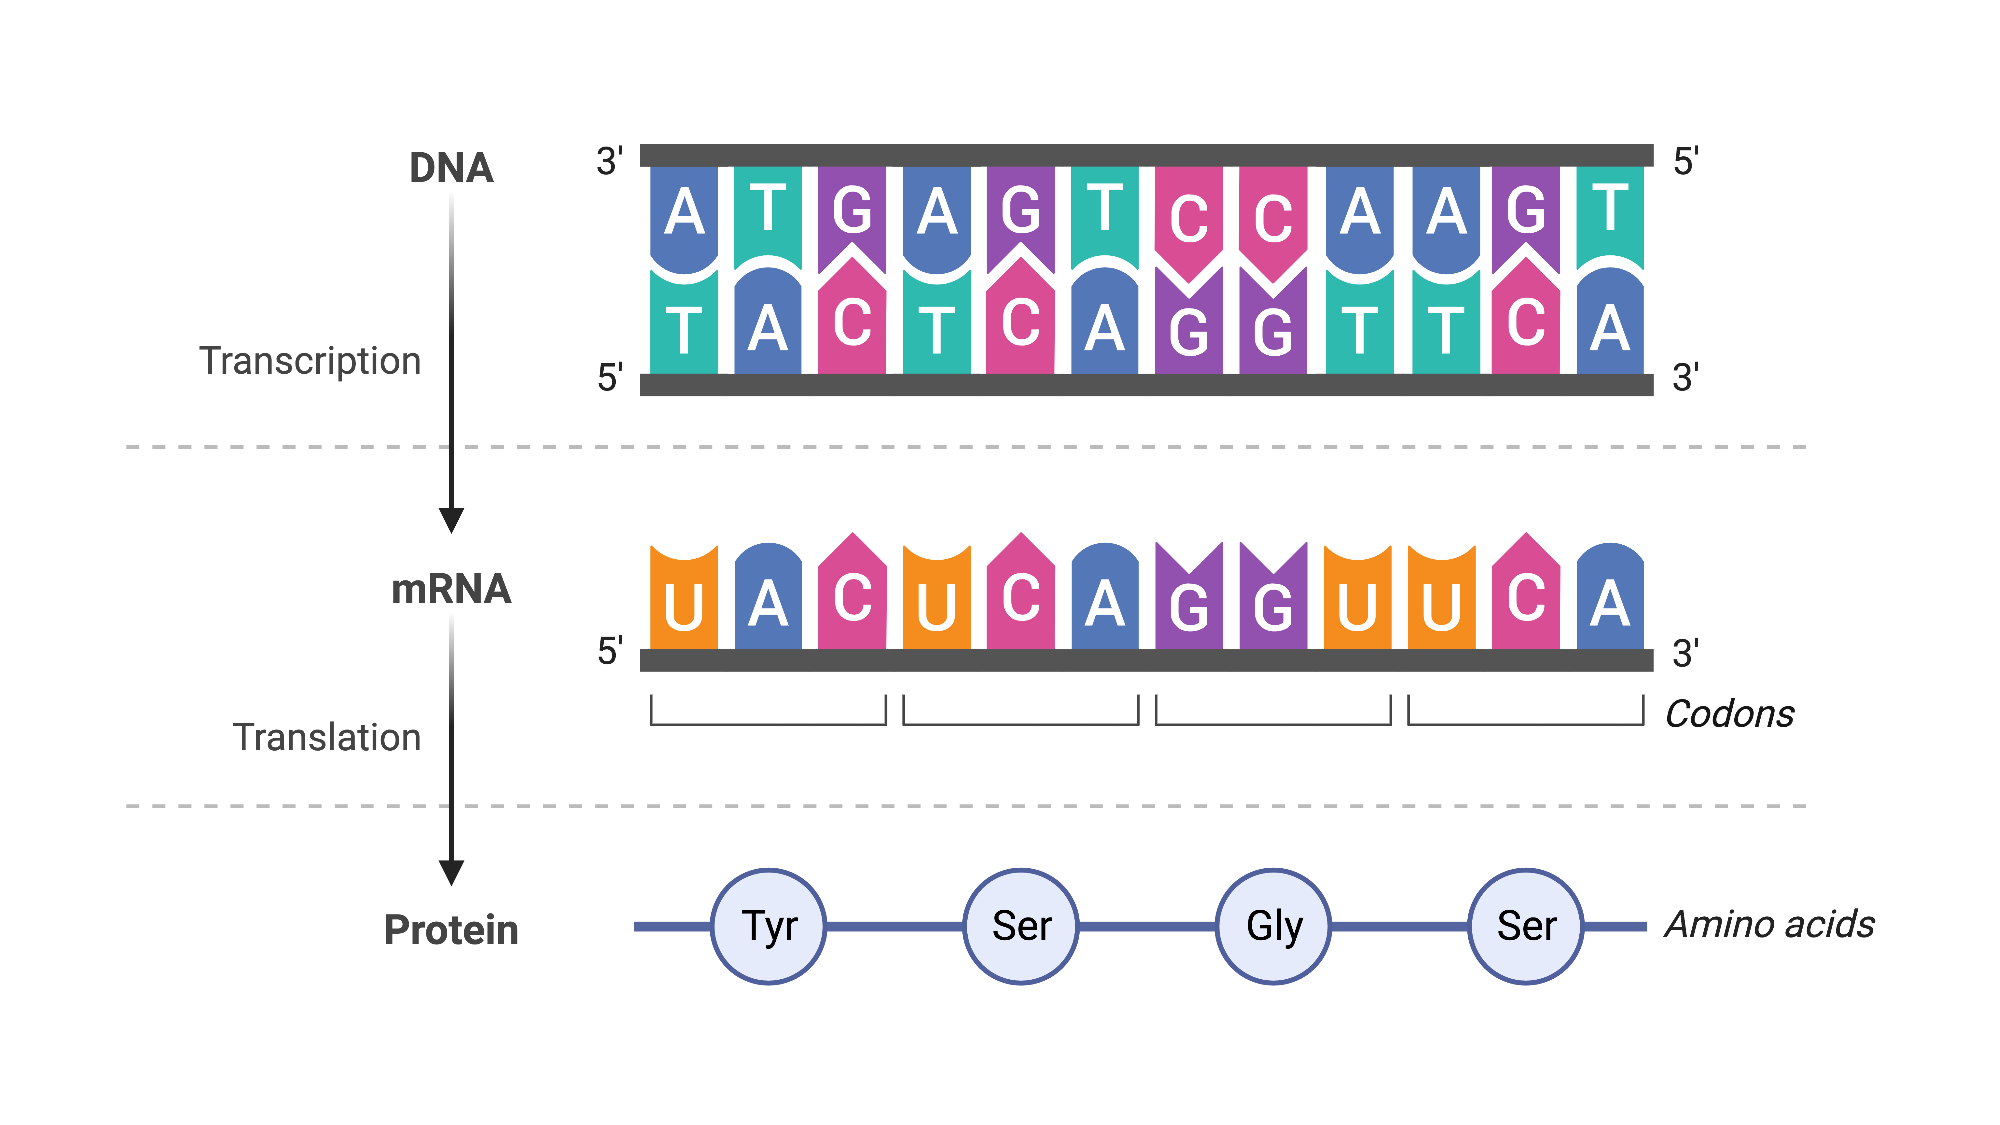 DNA
3' 5'
A T G A G T C C A A G T
T A C T C A G G T T C A
5' 3'
Transcription
mRNA
U A C U C A G G U U C A
5' 3'
Codons
Translation
Protein
Tyr Ser Gly Ser
Amino acids